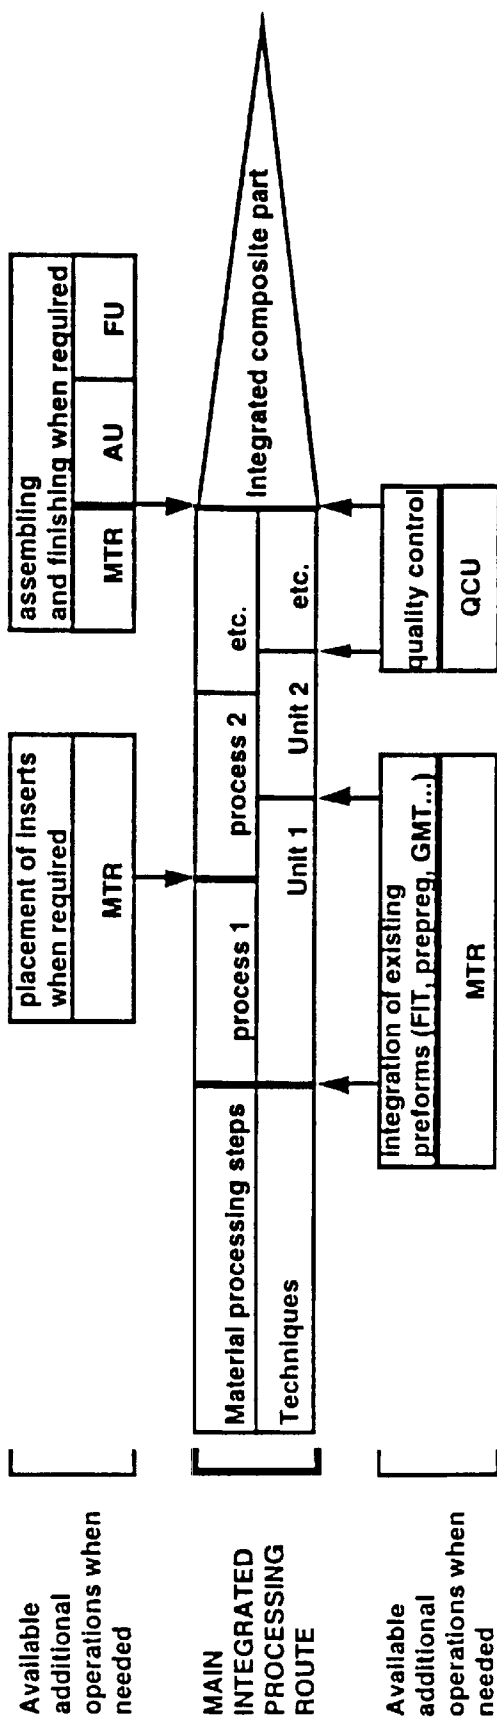 Available
additional
operations when
needed
placement of inserts
when required
MTR
assembling
and finishing when required
MTR AU FU
MAIN
INTEGRATED
PROCESSING
ROUTE
Material processing steps process 1 process 2 etc.
Techniques Unit 1 Unit 2 etc.
Integrated composite part
Available
additional
operations when
needed
Integration of existing
preforms (FIT, prepreg, GMT...)
MTR
quality control
QCU